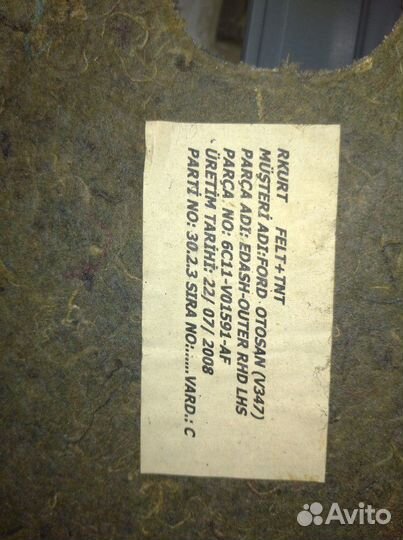 RKURT FELT+TNT
MÜŞTERİ ADI:FORD OTOSAN (V347)
PARÇA ADI: EDASH-OUTER RHD LHS
PARÇA NO: 6C11-V01591-AF
ÜRETİM TARİHİ: 22/ 07/ 2008
PARTİ NO: 30.2.3 SIRA NO:......VARD.: C
Avito